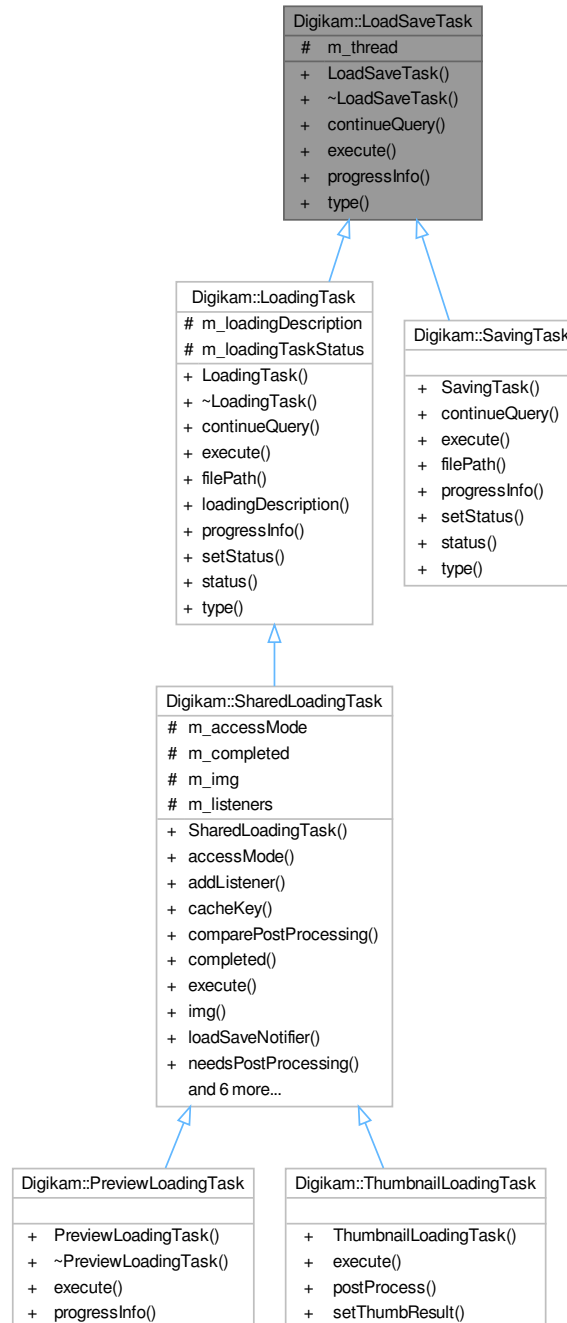 Digikam::LoadSaveTask
# m_thread
+ LoadSaveTask()
+ ~LoadSaveTask()
+ continueQuery()
+ execute()
+ progressInfo()
+ type()
Digikam::LoadingTask
# m_loadingDescription
# m_loadingTaskStatus
+ LoadingTask()
+ ~LoadingTask()
+ continueQuery()
+ execute()
+ filePath()
+ loadingDescription()
+ progressInfo()
+ setStatus()
+ status()
+ type()
Digikam::SavingTask
+ SavingTask()
+ continueQuery()
+ execute()
+ filePath()
+ progressInfo()
+ setStatus()
+ status()
+ type()
Digikam::SharedLoadingTask
# m_accessMode
# m_completed
# m_img
# m_listeners
+ SharedLoadingTask()
+ accessMode()
+ addListener()
+ cacheKey()
+ comparePostProcessing()
+ completed()
+ execute()
+ img()
+ loadSaveNotifier()
+ needsPostProcessing()
and 6 more...
Digikam::PreviewLoadingTask
+ PreviewLoadingTask()
+ ~PreviewLoadingTask()
+ execute()
+ progressInfo()
Digikam::ThumbnailLoadingTask
+ ThumbnailLoadingTask()
+ execute()
+ postProcess()
+ setThumbResult()